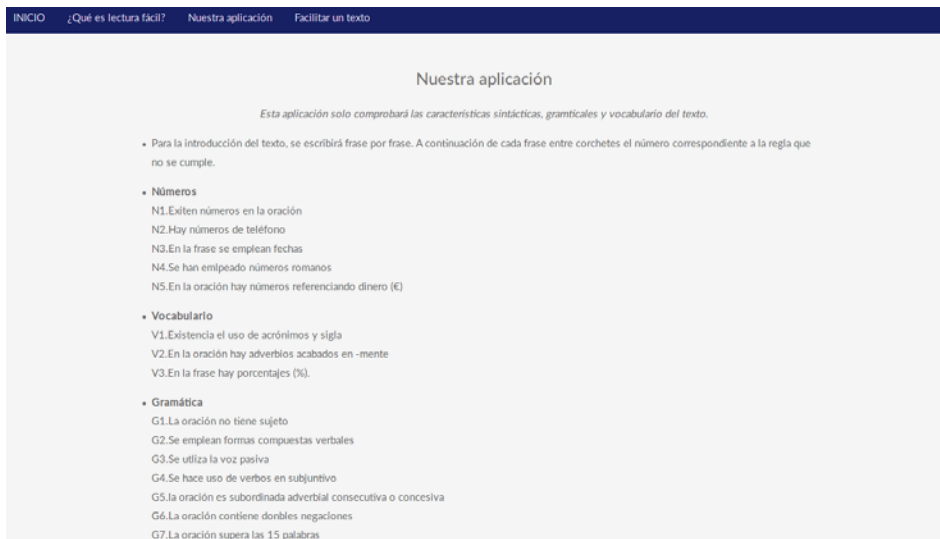 INICIO ¿Qué es lectura fácil? Nuestra aplicación Facilitar un texto
Nuestra aplicación
Esta aplicación solo comprobará las características sintácticas, gramticales y vocabulario del texto.
• Para la introducción del texto, se escribirá frase por frase. A continuación de cada frase entre corchetes el número correspondiente a la regla que
no se cumple.
• Números
N1.Exiten números en la oración
N2.Hay números de teléfono
N3.En la frase se emplean fechas
N4.Se han emlpeado números romanos
N5.En la oración hay números referenciando dinero (€)
• Vocabulario
V1.Existencia el uso de acrónimos y sigla
V2.En la oración hay adverbios acabados en -mente
V3.En la frase hay porcentajes (%).
• Gramática
G1.La oración no tiene sujeto
G2.Se emplean formas compuestas verbales
G3.Se utliza la voz pasiva
G4.Se hace uso de verbos en subjuntivo
G5.la oración es subordinada adverbial consecutiva o concesiva
G6.La oración contiene donbles negaciones
G7.La oración supera las 15 palabras